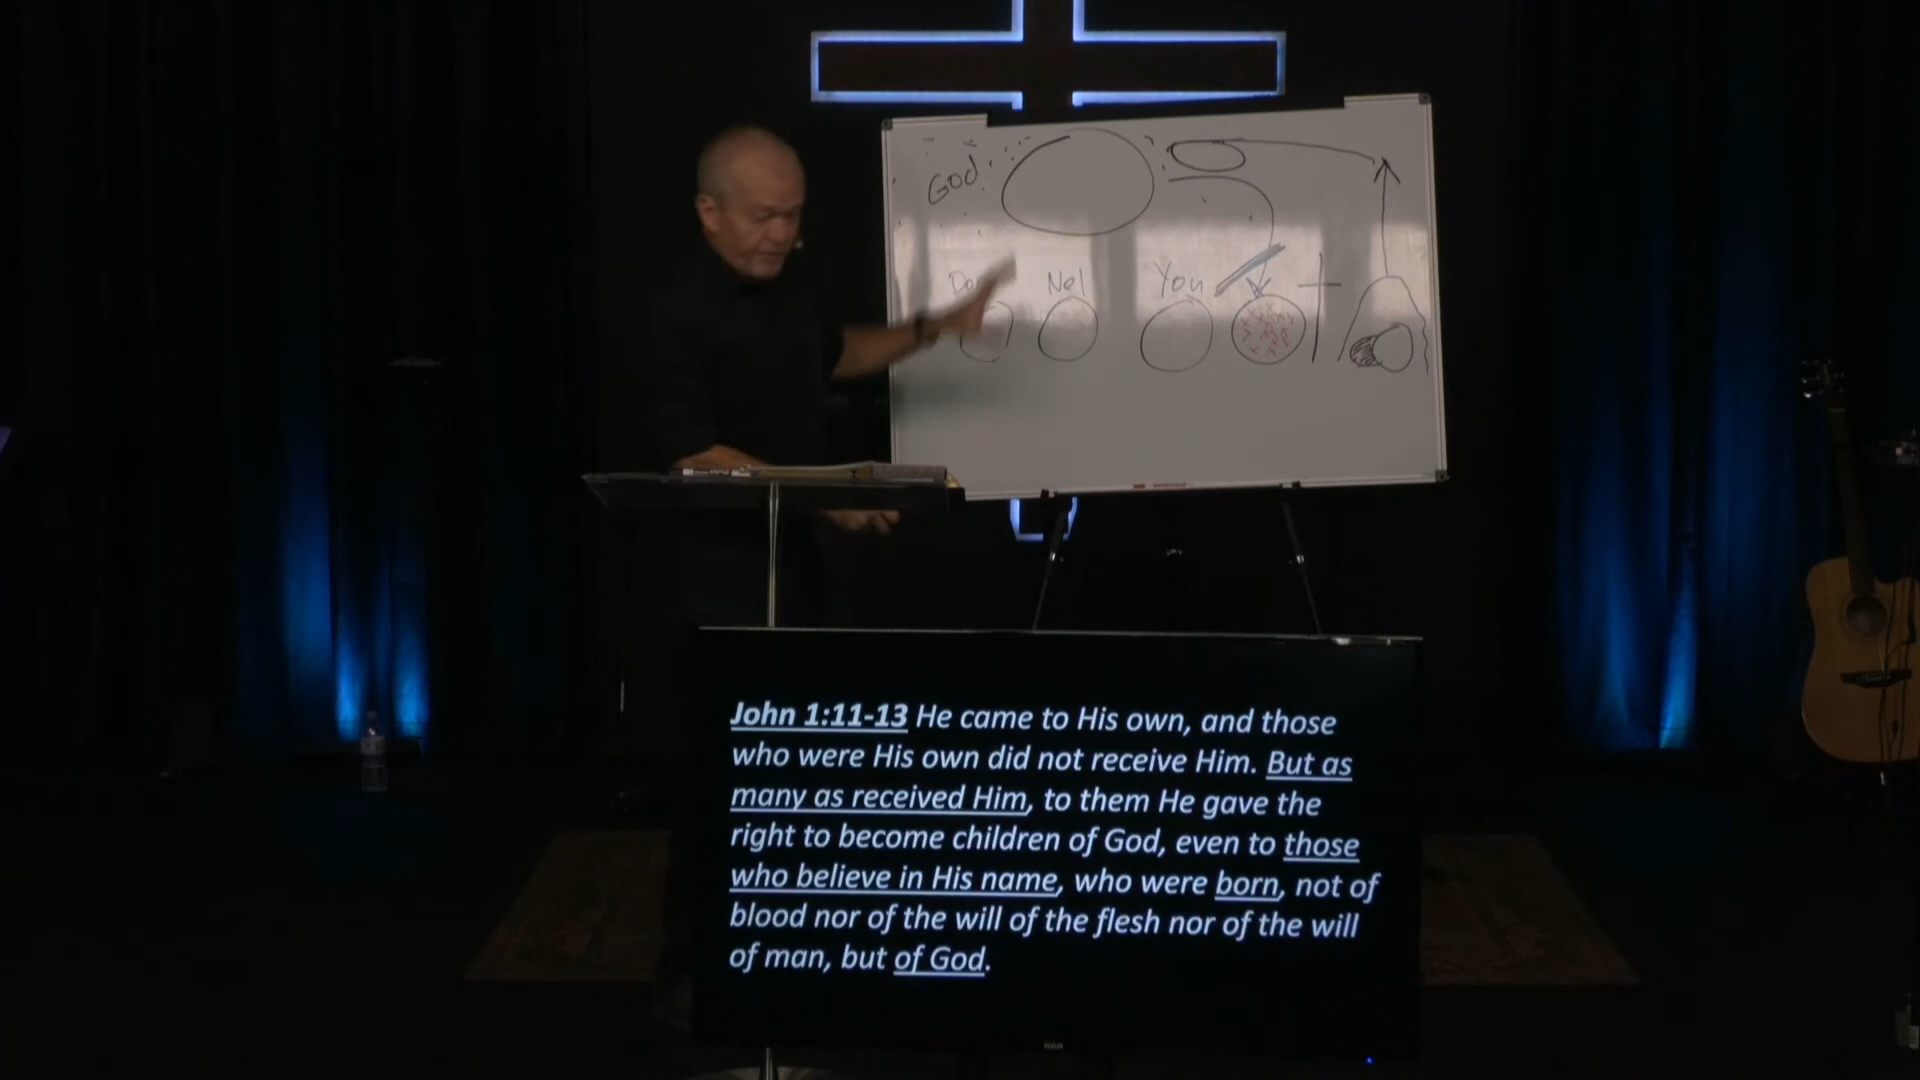 God
Nel
You
John 1:11-13 He came to His own, and those
who were His own did not receive Him. But as
many as received Him, to them He gave the
right to become children of God, even to those
who believe in His name, who were born, not of
blood nor of the will of the flesh nor of the will
of man, but of God.